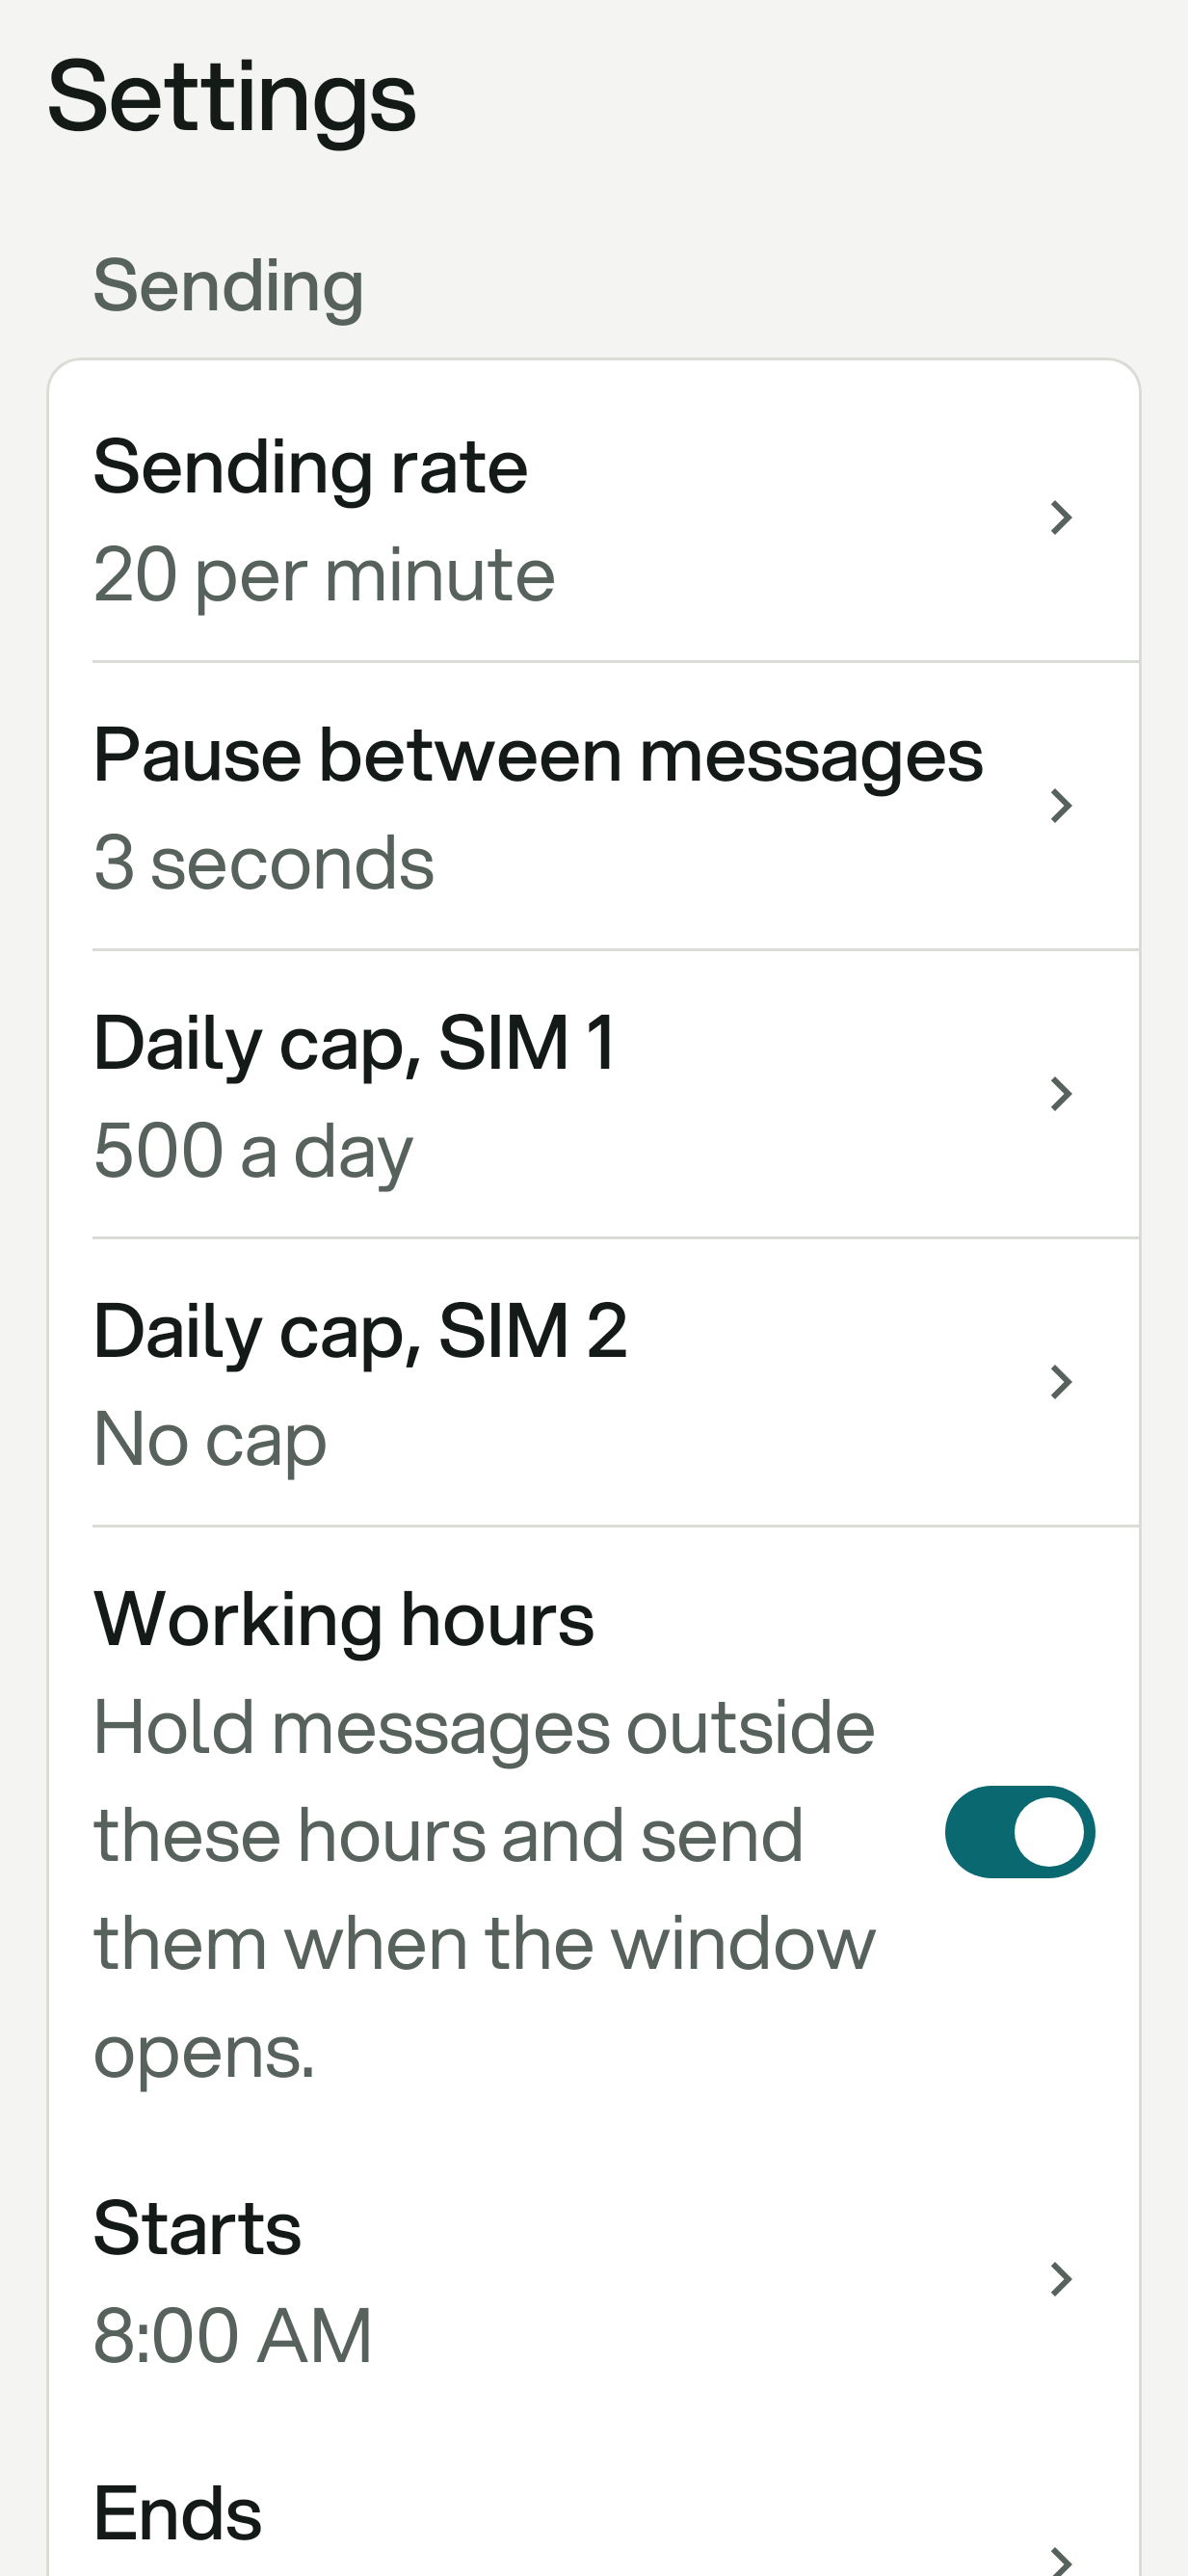 Settings
Sending
Sending rate
20 per minute
Pause between messages
3 seconds
Daily cap, SIM 1
500 a day
Daily cap, SIM 2
No cap
Working hours
Hold messages outside
these hours and send
them when the window
opens.
Starts
8:00 AM
Ends